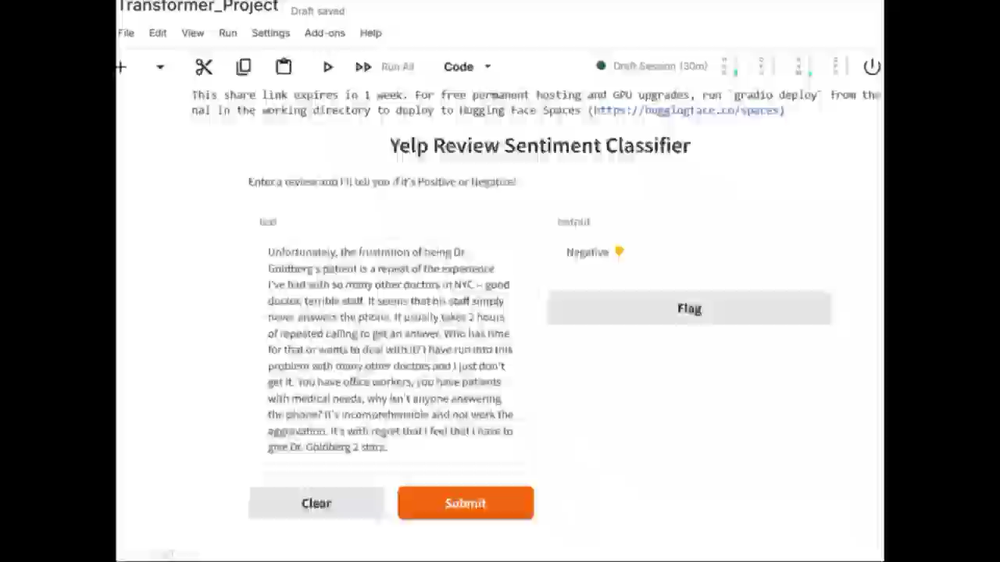 Transformer_Project Draft saved
File Edit View Run Settings Add-ons Help
Run All Code Draft Session (30m)
This share link expires in 1 week. For free permanent hosting and GPU upgrades, run `gradio deploy` from the
nal in the working directory to deploy to Hugging Face Spaces (https://huggingface.co/spaces)
Yelp Review Sentiment Classifier
Enter a review and I'll tell you if it's Positive or Negative!
text
output
Unfortunately, the frustration of being Dr.
Goldberg's patient is a repeat of the experience
I've had with so many other doctors in NYC -- good
doctor, terrible staff. It seems that his staff simply
never answers the phone. It usually takes 2 hours
of repeated calling to get an answer. Who has time
for that or wants to deal with it? I have run into this
problem with many other doctors and I just don't
get it. You have office workers, you have patients
with medical needs, why isn't anyone answering
the phone? It's incomprehensible and not work the
aggravation. It's with regret that I feel that I have to
give Dr. Goldberg 2 stars.
Negative 👎
Flag
Clear
Submit